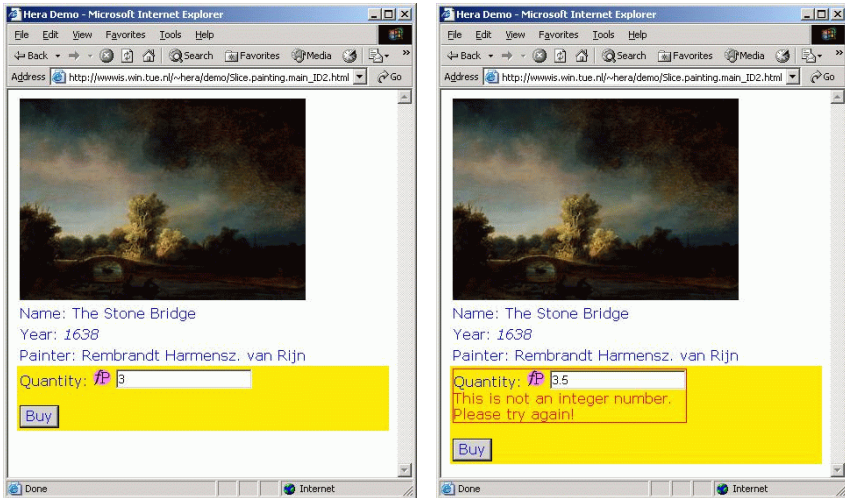 Hera Demo - Microsoft Internet Explorer
File Edit View Favorites Tools Help
Back Search Favorites Media »
Address http://wwwis.win.tue.nl/~hera/demo/Slice.painting.main_ID2.html Go
Name: The Stone Bridge
Year: 1638
Painter: Rembrandt Harmensz. van Rijn
Quantity: fP 3
Buy
Done Internet
Hera Demo - Microsoft Internet Explorer
File Edit View Favorites Tools Help
Back Search Favorites Media »
Address http://wwwis.win.tue.nl/~hera/demo/Slice.painting.main_ID2.html Go
Name: The Stone Bridge
Year: 1638
Painter: Rembrandt Harmensz. van Rijn
Quantity: fP 3.5
This is not an integer number.
Please try again!
Buy
Done Internet